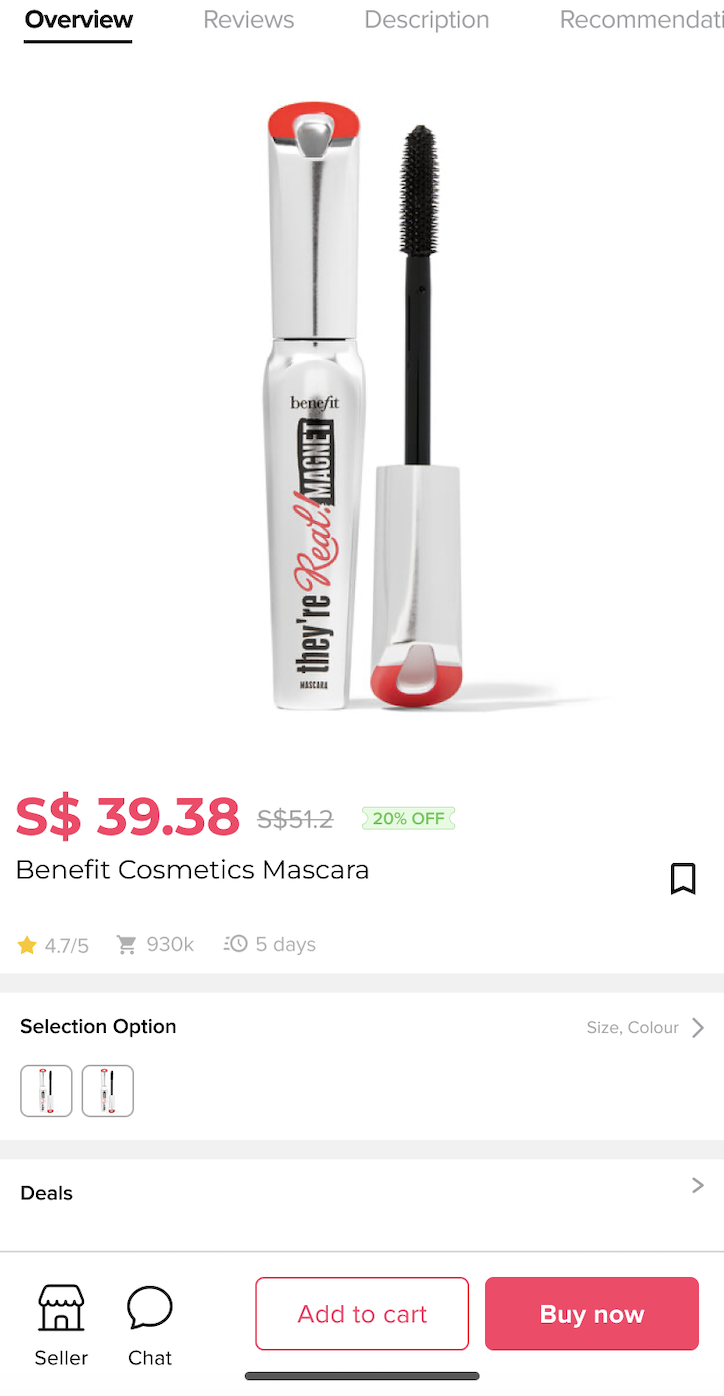 Overview Reviews Description Recommendati
benefit
they're Real! MAGNET
MASCARA
S$ 39.38 S$51.2 20% OFF
Benefit Cosmetics Mascara
4.7/5 930k 5 days
Selection Option Size, Colour
Deals
Add to cart Buy now
Seller Chat